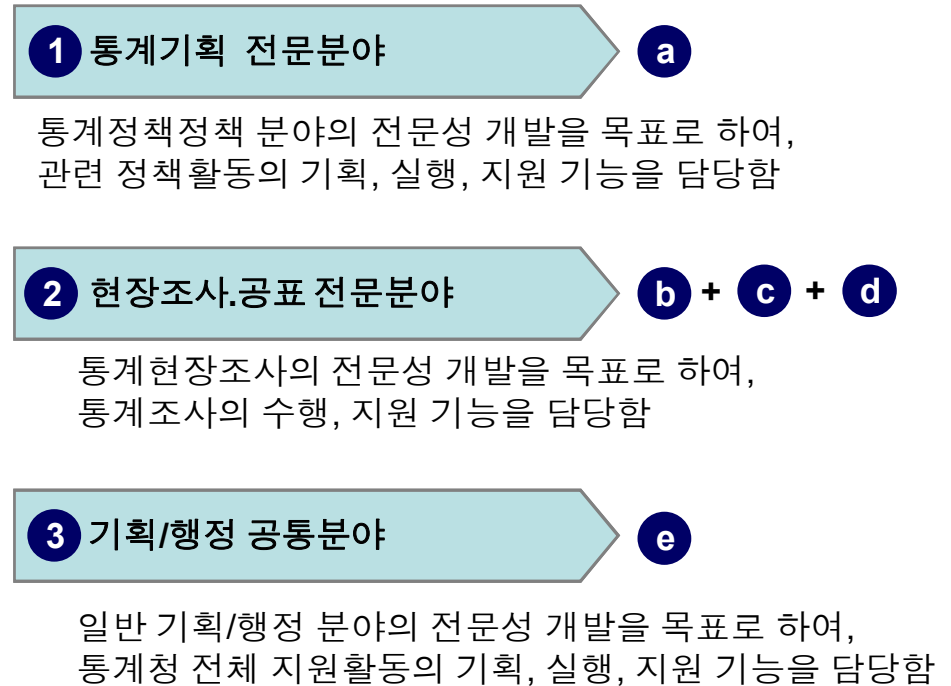 1 통계기획 전문분야 a
통계정책정책 분야의 전문성 개발을 목표로 하여,
관련 정책활동의 기획, 실행, 지원 기능을 담당함
2 현장조사.공표 전문분야 b + c + d
통계현장조사의 전문성 개발을 목표로 하여,
통계조사의 수행, 지원 기능을 담당함
3 기획/행정 공통분야 e
일반 기획/행정 분야의 전문성 개발을 목표로 하여,
통계청 전체 지원활동의 기획, 실행, 지원 기능을 담당함